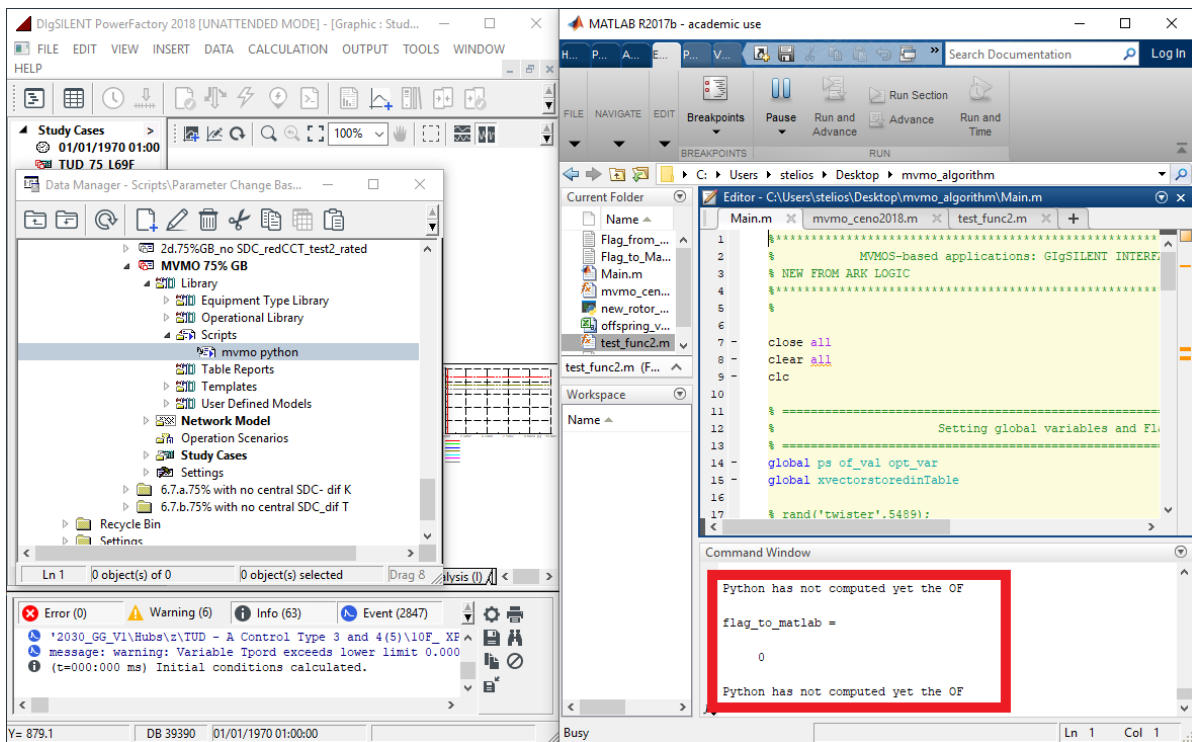 DIgSILENT PowerFactory 2018 [UNATTENDED MODE] - [Graphic : Stud...
FILE EDIT VIEW INSERT DATA CALCULATION OUTPUT TOOLS WINDOW
HELP
100%
Study Cases >
01/01/1970 01:00
TUD_75_L69F
Data Manager - Scripts\Parameter Change Bas...
2d.75%GB_no SDC_redCCT_test2_rated
MVMO 75% GB
Library
Equipment Type Library
Operational Library
Scripts
mvmo python
Table Reports
Templates
User Defined Models
Network Model
Operation Scenarios
Study Cases
Settings
6.7.a.75% with no central SDC- dif K
6.7.b.75% with no central SDC_dif T
Recycle Bin
Settings
Ln 1 0 object(s) of 0 0 object(s) selected Drag 8
alysis (I)
Error (0) Warning (6) Info (63) Event (2847)
'2030_GG_V1\Hubs\z\TUD - A Control Type 3 and 4(5)\10F_ XP
message: warning: Variable Tpord exceeds lower limit 0.000
(t=000:000 ms) Initial conditions calculated.
Y= 879.1 DB 39390 01/01/1970 01:00:00
MATLAB R2017b - academic use
H... P... A... E... P... V... Search Documentation Log In
FILE NAVIGATE EDIT Breakpoints Pause Run and Advance Run Section Advance Run and Time
BREAKPOINTS RUN
C: Users stelios Desktop mvmo_algorithm
Current Folder
Name
Flag_from_...
Flag_to_Ma...
Main.m
mvmo_cen...
new_rotor_...
offspring_v...
test_func2.m
test_func2.m (F...
Workspace
Name
Editor - C:\Users\stelios\Desktop\mvmo_algorithm\Main.m
Main.m mvmo_ceno2018.m test_func2.m +
1 %*********************************************************
2 % MVMOS-based applications: GIgSILENT INTERFA
3 % NEW FROM ARK LOGIC
4 %*********************************************************
5 %
6
7 - close all
8 - clear all
9 - clc
10
11 % =========================================================
12 % Setting global variables and Fl
13 % =========================================================
14 - global ps of_val opt_var
15 - global xvectorstoredinTable
16
17 % rand('twister',5489);
Command Window
Python has not computed yet the OF
flag_to_matlab =
0
Python has not computed yet the OF
Busy Ln 1 Col 1